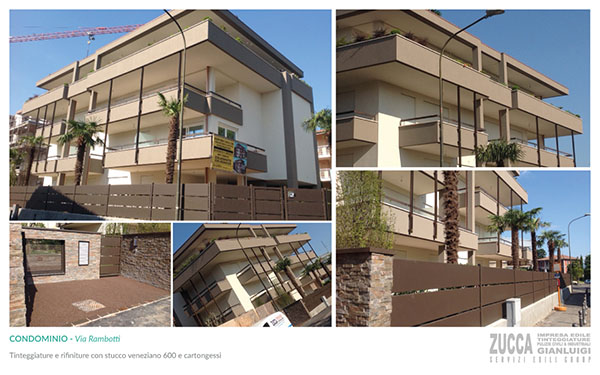 CONDOMINIO - Via Rambotti
Tinteggiature e rifiniture con stucco veneziano 600 e cartongessi
ZUCCA
IMPRESA EDILE
TINTEGGIATURE
PULIZIE CIVILI & INDUSTRIALI
GIANLUIGI
SERVIZI EDILI GROUP